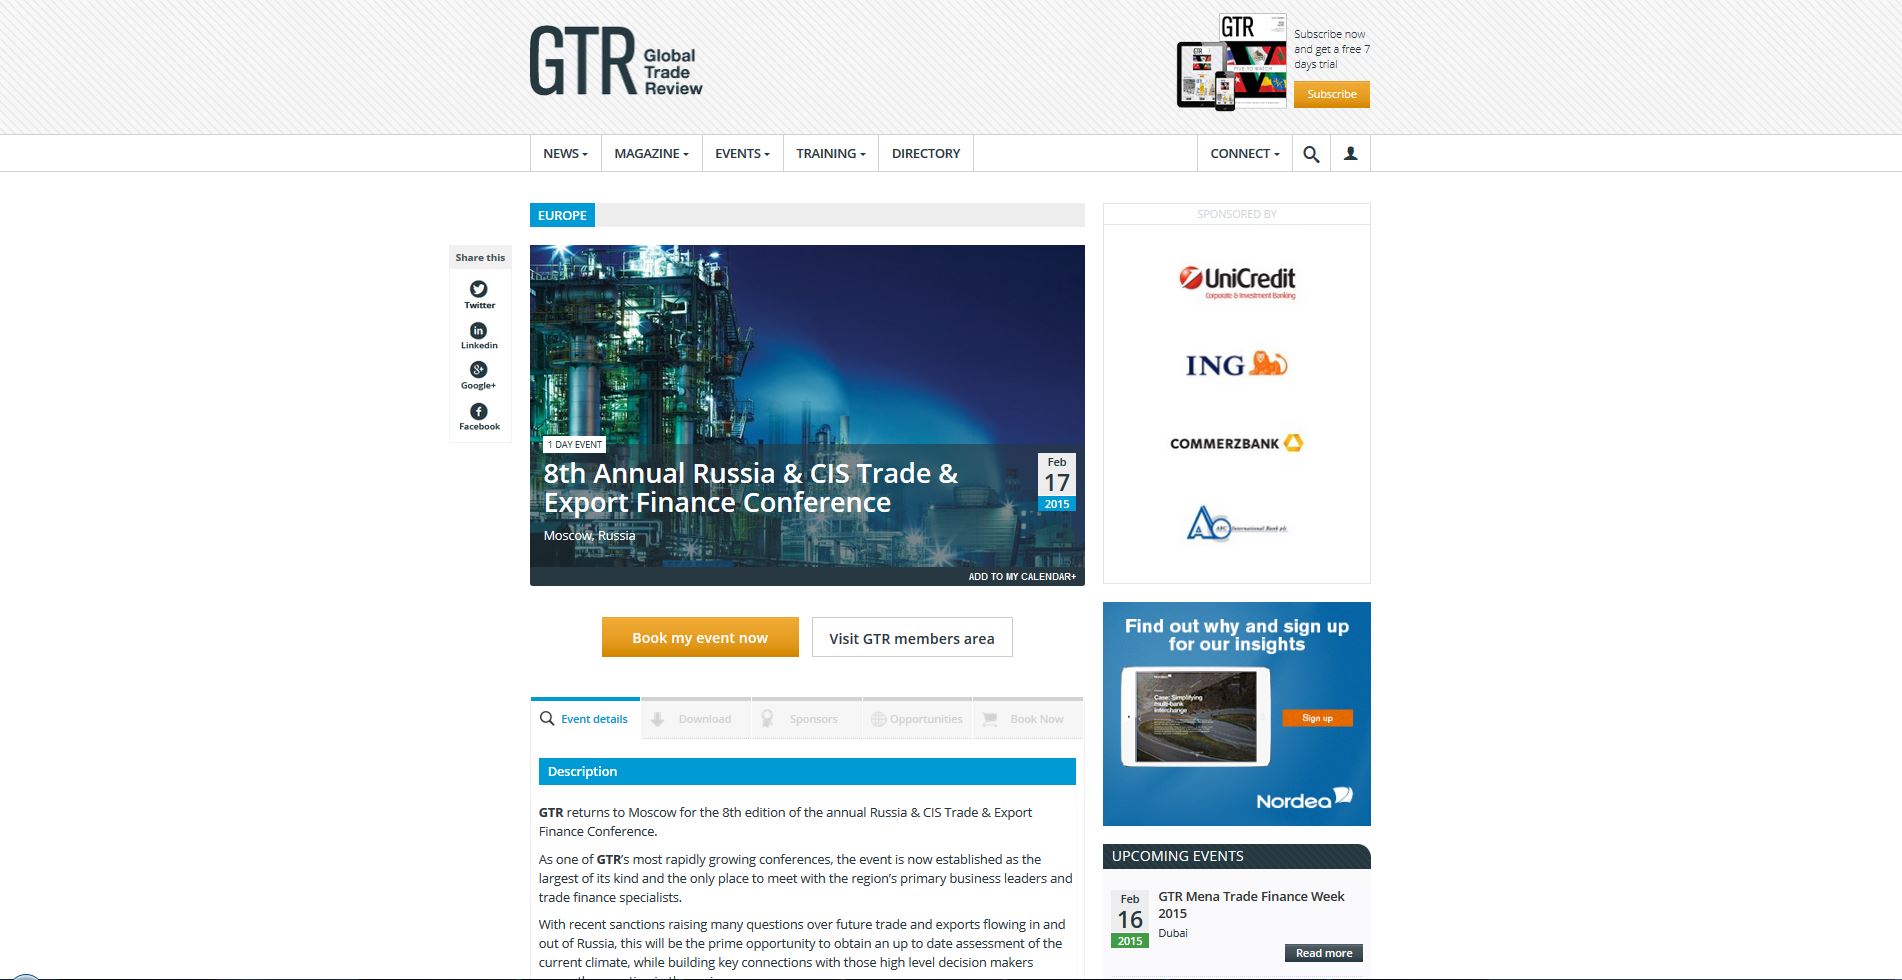 GTR Global
Trade
Review
GTR
Subscribe now
and get a free 7
days trial
Subscribe
NEWS
MAGAZINE
EVENTS
TRAINING
DIRECTORY
CONNECT
EUROPE
Share this
Twitter
Linkedin
Google+
Facebook
1 DAY EVENT
8th Annual Russia & CIS Trade &
Export Finance Conference
Moscow, Russia
Feb
17
2015
ADD TO MY CALENDAR+
Book my event now
Visit GTR members area
Event details
Download
Sponsors
Opportunities
Book Now
Description
GTR returns to Moscow for the 8th edition of the annual Russia & CIS Trade & Export
Finance Conference.
As one of GTR's most rapidly growing conferences, the event is now established as the
largest of its kind and the only place to meet with the region's primary business leaders and
trade finance specialists.
With recent sanctions raising many questions over future trade and exports flowing in and
out of Russia, this will be the prime opportunity to obtain an up to date assessment of the
current climate, while building key connections with those high level decision makers
SPONSORED BY
UniCredit
Corporate & Investment Banking
ING
COMMERZBANK
ABC International Bank plc
Find out why and sign up
for our insights
Nordea
Case: Simplifying
multi-bank
interchange
Sign up
Nordea
UPCOMING EVENTS
Feb
16
2015
GTR Mena Trade Finance Week
2015
Dubai
Read more